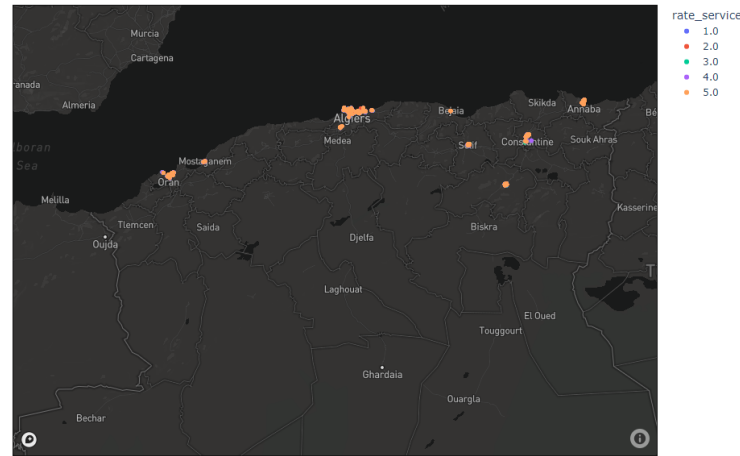 rate_service
1.0
2.0
3.0
4.0
5.0
Murcia
Cartagena
ranada
Almeria
lboran
Sea
Melilla
Algiers
Medea
Bejaia
Skikda
Annaba
Bé
Setif
Constantine
Souk Ahras
Mostaganem
Oran
Kasserine
Tlemcen
Saida
Oujda
Djelfa
Biskra
T
Laghouat
El Oued
Touggourt
Ghardaia
Ouargla
Bechar